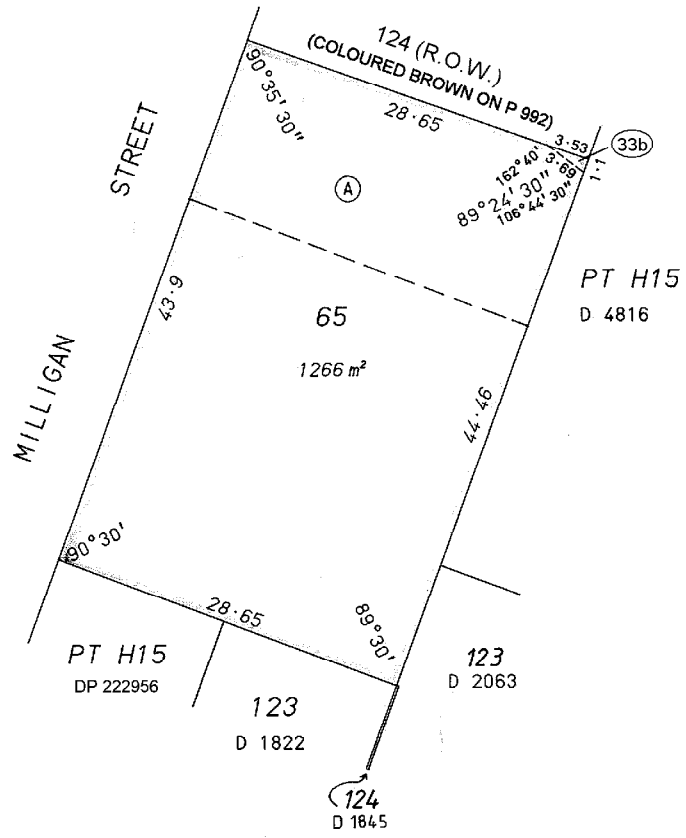 124 (R.O.W.)
(COLOURED BROWN ON P 992)
28·65
90°35'30"
3·53
33b
1·1
3·69
162°40'
89°24'30"
106°44'30"
STREET
A
43·9
65
1266 m²
PT H15
D 4816
44·46
MILLIGAN
90°30'
28·65
89°30'
PT H15
DP 222956
123
D 1822
123
D 2063
124
D 1845